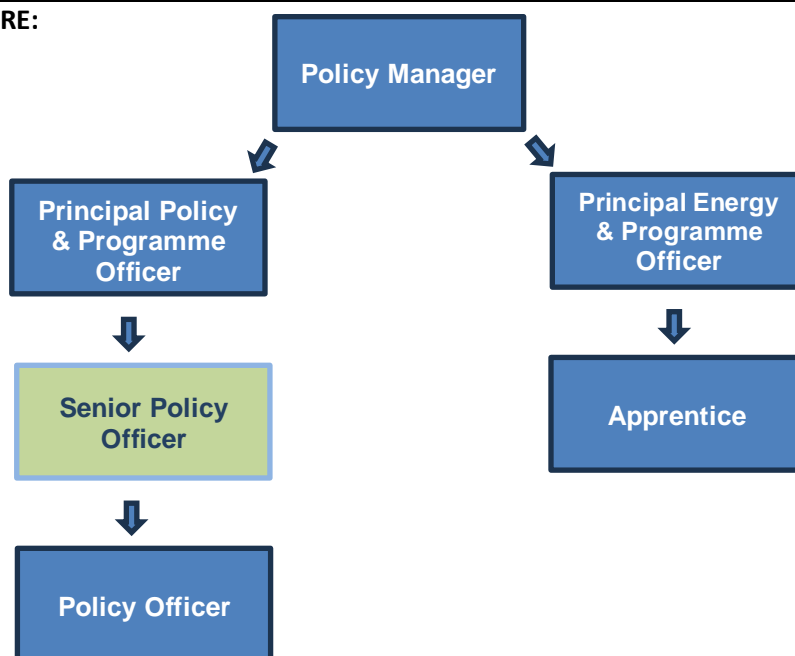 RE:
Policy Manager
Principal Policy
& Programme
Officer
Principal Energy
& Programme
Officer
Senior Policy
Officer
Apprentice
Policy Officer